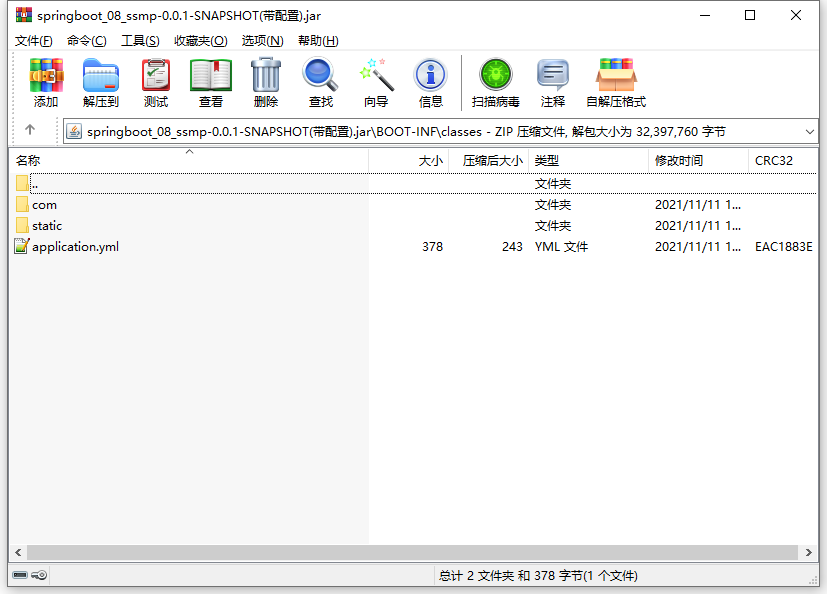 springboot_08_ssmp-0.0.1-SNAPSHOT(带配置).jar
文件(F) 命令(C) 工具(S) 收藏夹(O) 选项(N) 帮助(H)
添加 解压到 测试 查看 删除 查找 向导 信息 扫描病毒 注释 自解压格式
springboot_08_ssmp-0.0.1-SNAPSHOT(带配置).jar\BOOT-INF\classes - ZIP 压缩文件, 解包大小为 32,397,760 字节
名称 大小 压缩后大小 类型 修改时间 CRC32
.. 文件夹
com 文件夹 2021/11/11 1...
static 文件夹 2021/11/11 1...
application.yml 378 243 YML 文件 2021/11/11 1... EAC1883E
总计 2 文件夹 和 378 字节(1 个文件)